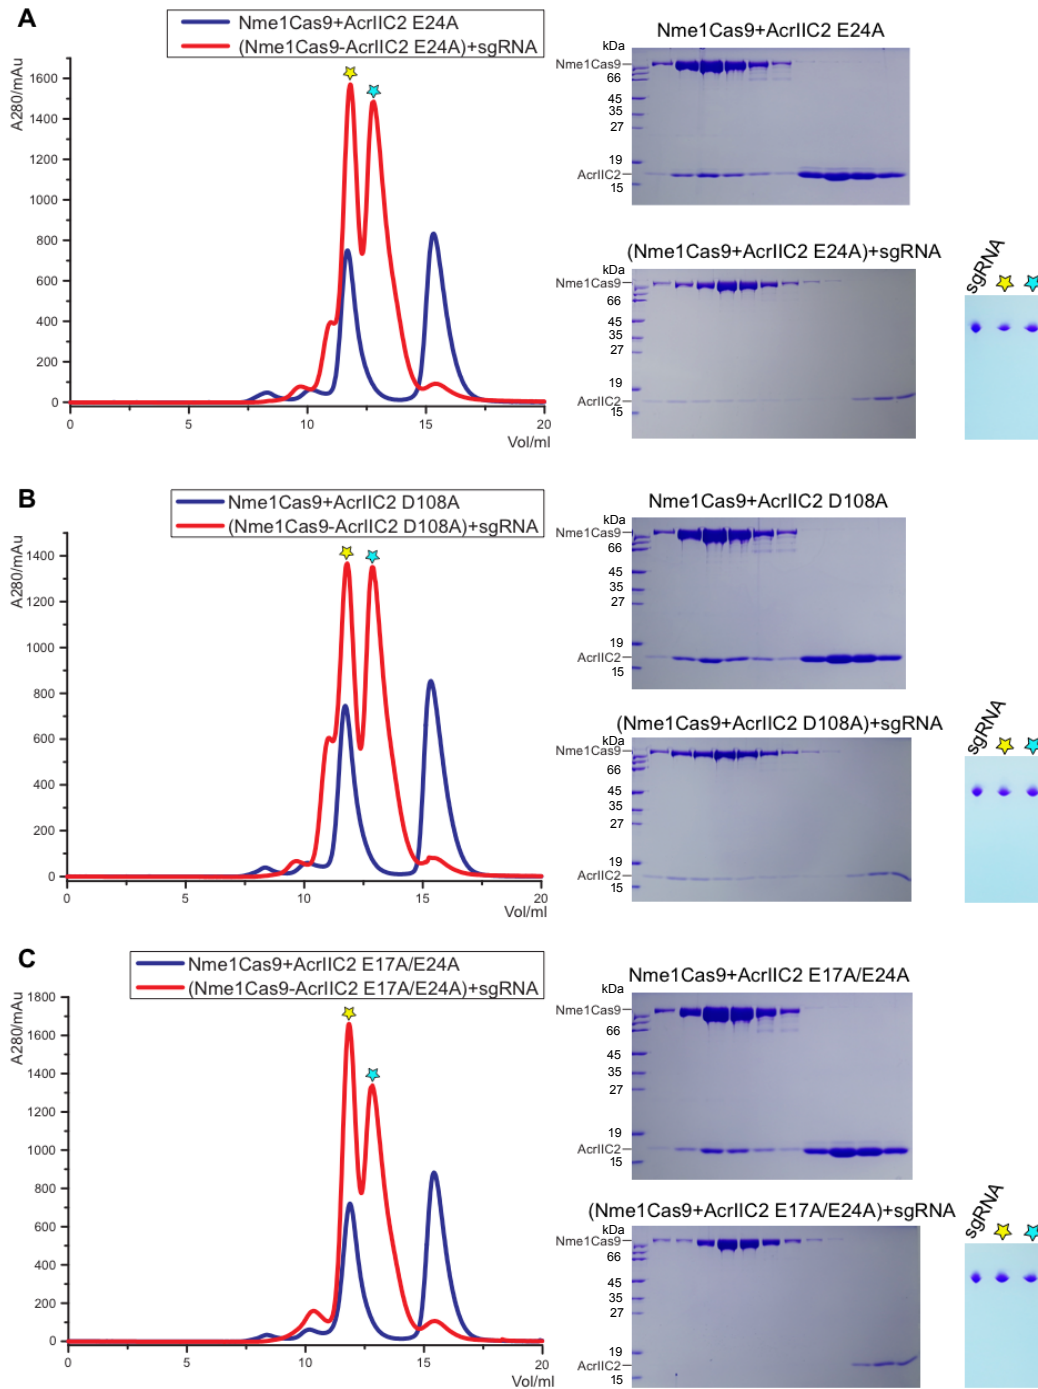 A
Nme1Cas9+AcrIIC2 E24A
(Nme1Cas9-AcrIIC2 E24A)+sgRNA
A280/mAu
1600
1400
1200
1000
800
600
400
200
0
0
5
10
15
20
Vol/ml
Nme1Cas9+AcrIIC2 E24A
kDa
Nme1Cas9
66
45
35
27
19
AcrIIC2
15
(Nme1Cas9+AcrIIC2 E24A)+sgRNA
kDa
Nme1Cas9
66
45
35
27
19
AcrIIC2
15
sgRNA
B
Nme1Cas9+AcrIIC2 D108A
(Nme1Cas9-AcrIIC2 D108A)+sgRNA
A280/mAu
1400
1200
1000
800
600
400
200
0
0
5
10
15
20
Vol/ml
Nme1Cas9+AcrIIC2 D108A
kDa
Nme1Cas9
66
45
35
27
19
AcrIIC2
15
(Nme1Cas9+AcrIIC2 D108A)+sgRNA
kDa
Nme1Cas9
66
45
35
27
19
AcrIIC2
15
sgRNA
C
Nme1Cas9+AcrIIC2 E17A/E24A
(Nme1Cas9-AcrIIC2 E17A/E24A)+sgRNA
A280/mAu
1800
1600
1400
1200
1000
800
600
400
200
0
0
5
10
15
20
Vol/ml
Nme1Cas9+AcrIIC2 E17A/E24A
kDa
Nme1Cas9
66
45
35
27
19
AcrIIC2
15
(Nme1Cas9+AcrIIC2 E17A/E24A)+sgRNA
kDa
Nme1Cas9
66
45
35
27
19
AcrIIC2
15
sgRNA